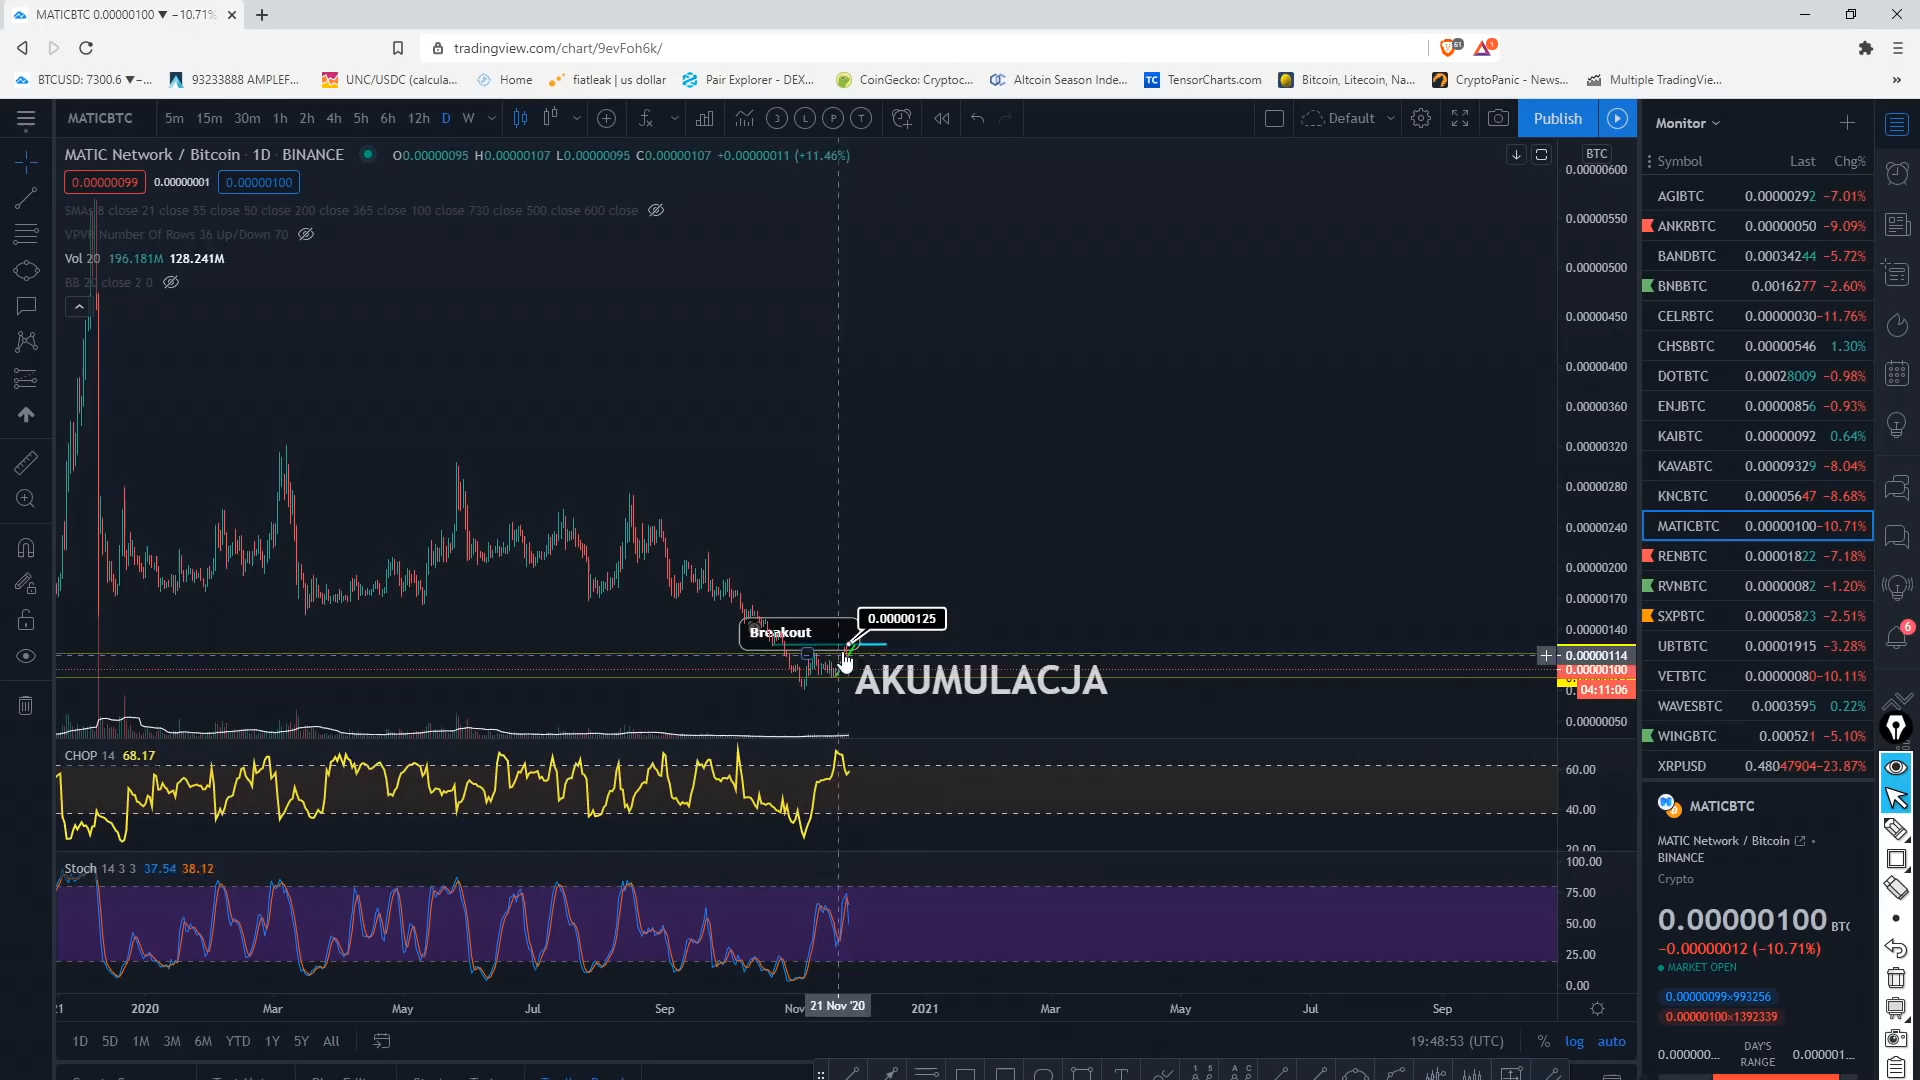 MATICBTC 0.00000100 ▼ −10.71%
tradingview.com/chart/9evFoh6k/
61
1
BTCUSD: 7300.6 ▼−...
93233888 AMPLEF...
UNC/USDC (calcula...
Home
fiatleak | us dollar
Pair Explorer - DEX...
CoinGecko: Cryptoc...
Altcoin Season Inde...
TensorCharts.com
Bitcoin, Litecoin, Na...
CryptoPanic - News...
Multiple TradingVie...
MATICBTC 5m 15m 30m 1h 2h 4h 5h 6h 12h D W
3 L P T
Default
Publish
Monitor
MATIC Network / Bitcoin · 1D · BINANCE O0.00000095 H0.00000107 L0.00000095 C0.00000107 +0.00000011 (+11.46%)
0.00000099 0.00000001 0.00000100
SMAs 8 close 21 close 55 close 50 close 200 close 365 close 100 close 730 close 500 close 600 close
VPVR Number Of Rows 36 Up/Down 70
Vol 20 196.181M 128.241M
BB 20 close 2 0
BTC
0.00000600
0.00000550
0.00000500
0.00000450
0.00000400
0.00000360
0.00000320
0.00000280
0.00000240
0.00000200
0.00000170
0.00000140
0.00000114
0.00000100
04:11:06
0.00000050
0.00000125
Breakout
AKUMULACJA
CHOP 14 68.17
60.00
40.00
20.00
Stoch 14 3 3 37.54 38.12
100.00
75.00
50.00
25.00
0.00
2020 Mar May Jul Sep Nov 21 Nov '20 2021 Mar May Jul Sep
1D 5D 1M 3M 6M YTD 1Y 5Y All
19:48:53 (UTC) % log auto
Symbol Last Chg%
AGIBTC 0.00000292 −7.01%
ANKRBTC 0.00000050 −9.09%
BANDBTC 0.00034244 −5.72%
BNBBTC 0.0016277 −2.60%
CELRBTC 0.00000030 −11.76%
CHSBBTC 0.00000546 1.30%
DOTBTC 0.00028009 −0.98%
ENJBTC 0.00000856 −0.93%
KAIBTC 0.00000092 0.64%
KAVABTC 0.00009329 −8.04%
KNCBTC 0.00005647 −8.68%
MATICBTC 0.00000100 −10.71%
RENBTC 0.00001822 −7.18%
RVNBTC 0.00000082 −1.20%
SXPBTC 0.00005823 −2.51%
UBTBTC 0.00001915 −3.28%
VETBTC 0.00000080 −10.11%
WAVESBTC 0.0003595 0.22%
WINGBTC 0.000521 −5.10%
XRPUSD 0.48047904 −23.87%
6
MATICBTC
MATIC Network / Bitcoin
BINANCE
Crypto
0.00000100 BTC
−0.00000012 (−10.71%)
MARKET OPEN
0.00000099×993256
0.00000100×1392339
0.000000... DAY'S RANGE 0.000001...